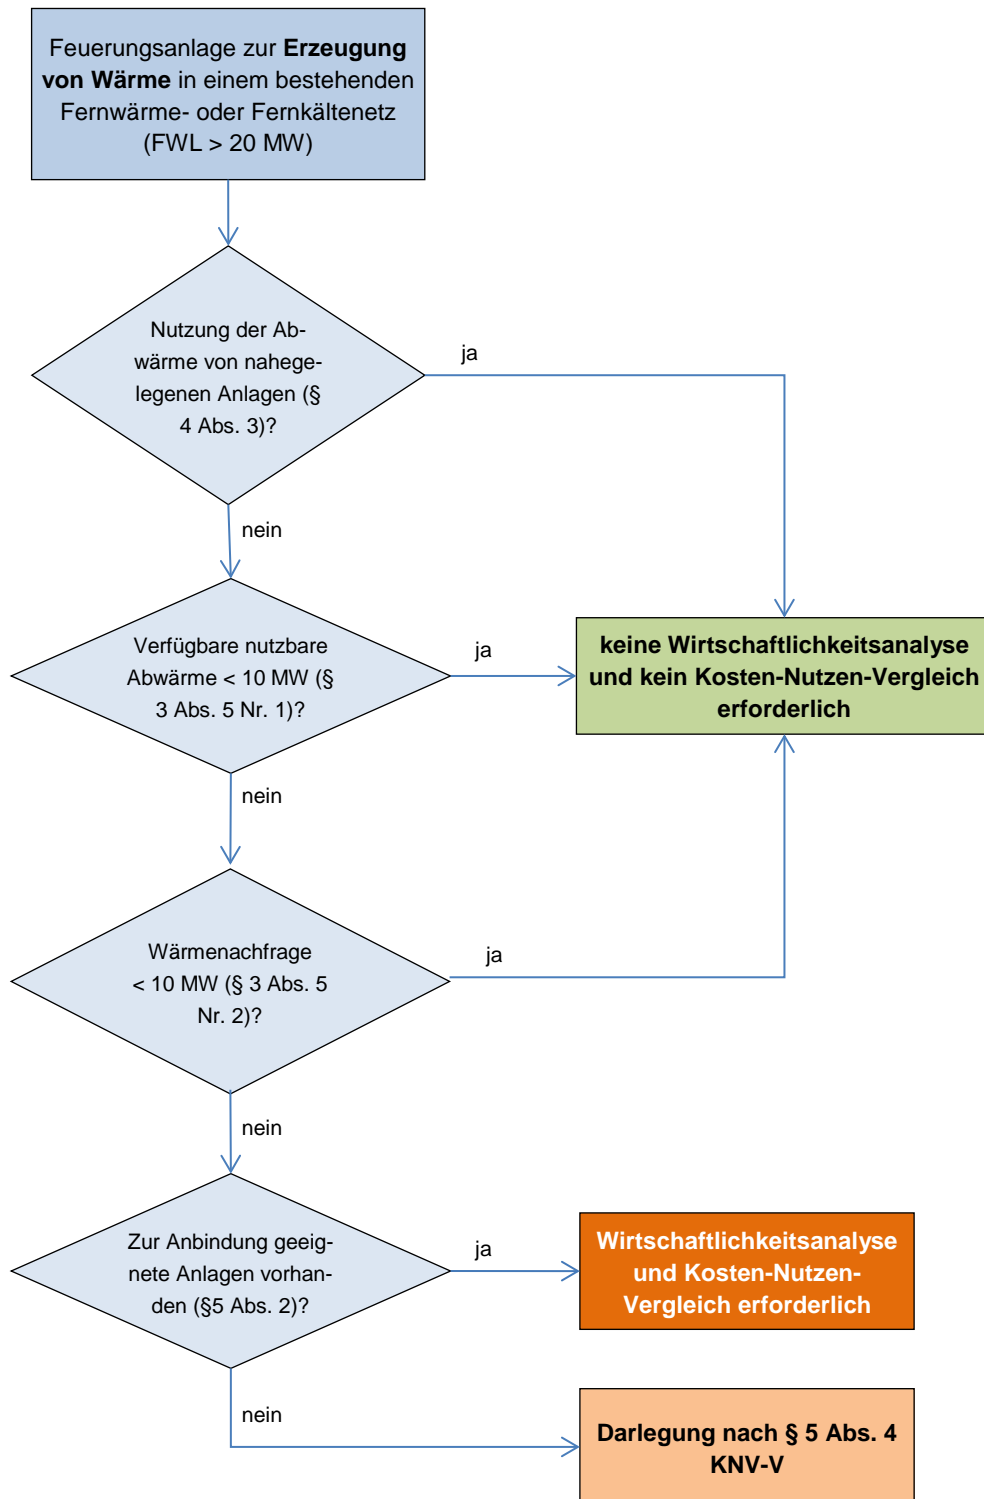 Feuerungsanlage zur Erzeugung
von Wärme in einem bestehenden
Fernwärme- oder Fernkältenetz
(FWL > 20 MW)
Nutzung der Ab-
wärme von nahege-
legenen Anlagen (§
4 Abs. 3)?
ja
nein
Verfügbare nutzbare
Abwärme < 10 MW (§
3 Abs. 5 Nr. 1)?
ja
keine Wirtschaftlichkeitsanalyse
und kein Kosten-Nutzen-Vergleich
erforderlich
nein
Wärmenachfrage
< 10 MW (§ 3 Abs. 5
Nr. 2)?
ja
nein
Zur Anbindung geeig-
nete Anlagen vorhan-
den (§5 Abs. 2)?
ja
Wirtschaftlichkeitsanalyse
und Kosten-Nutzen-
Vergleich erforderlich
nein
Darlegung nach § 5 Abs. 4
KNV-V